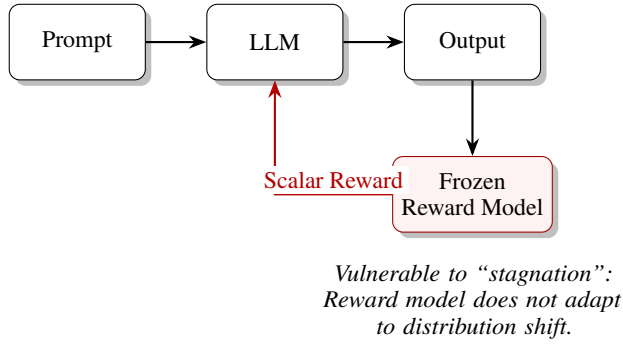 Prompt
LLM
Output
Scalar Reward
Frozen
Reward Model
Vulnerable to “stagnation”:
Reward model does not adapt
to distribution shift.